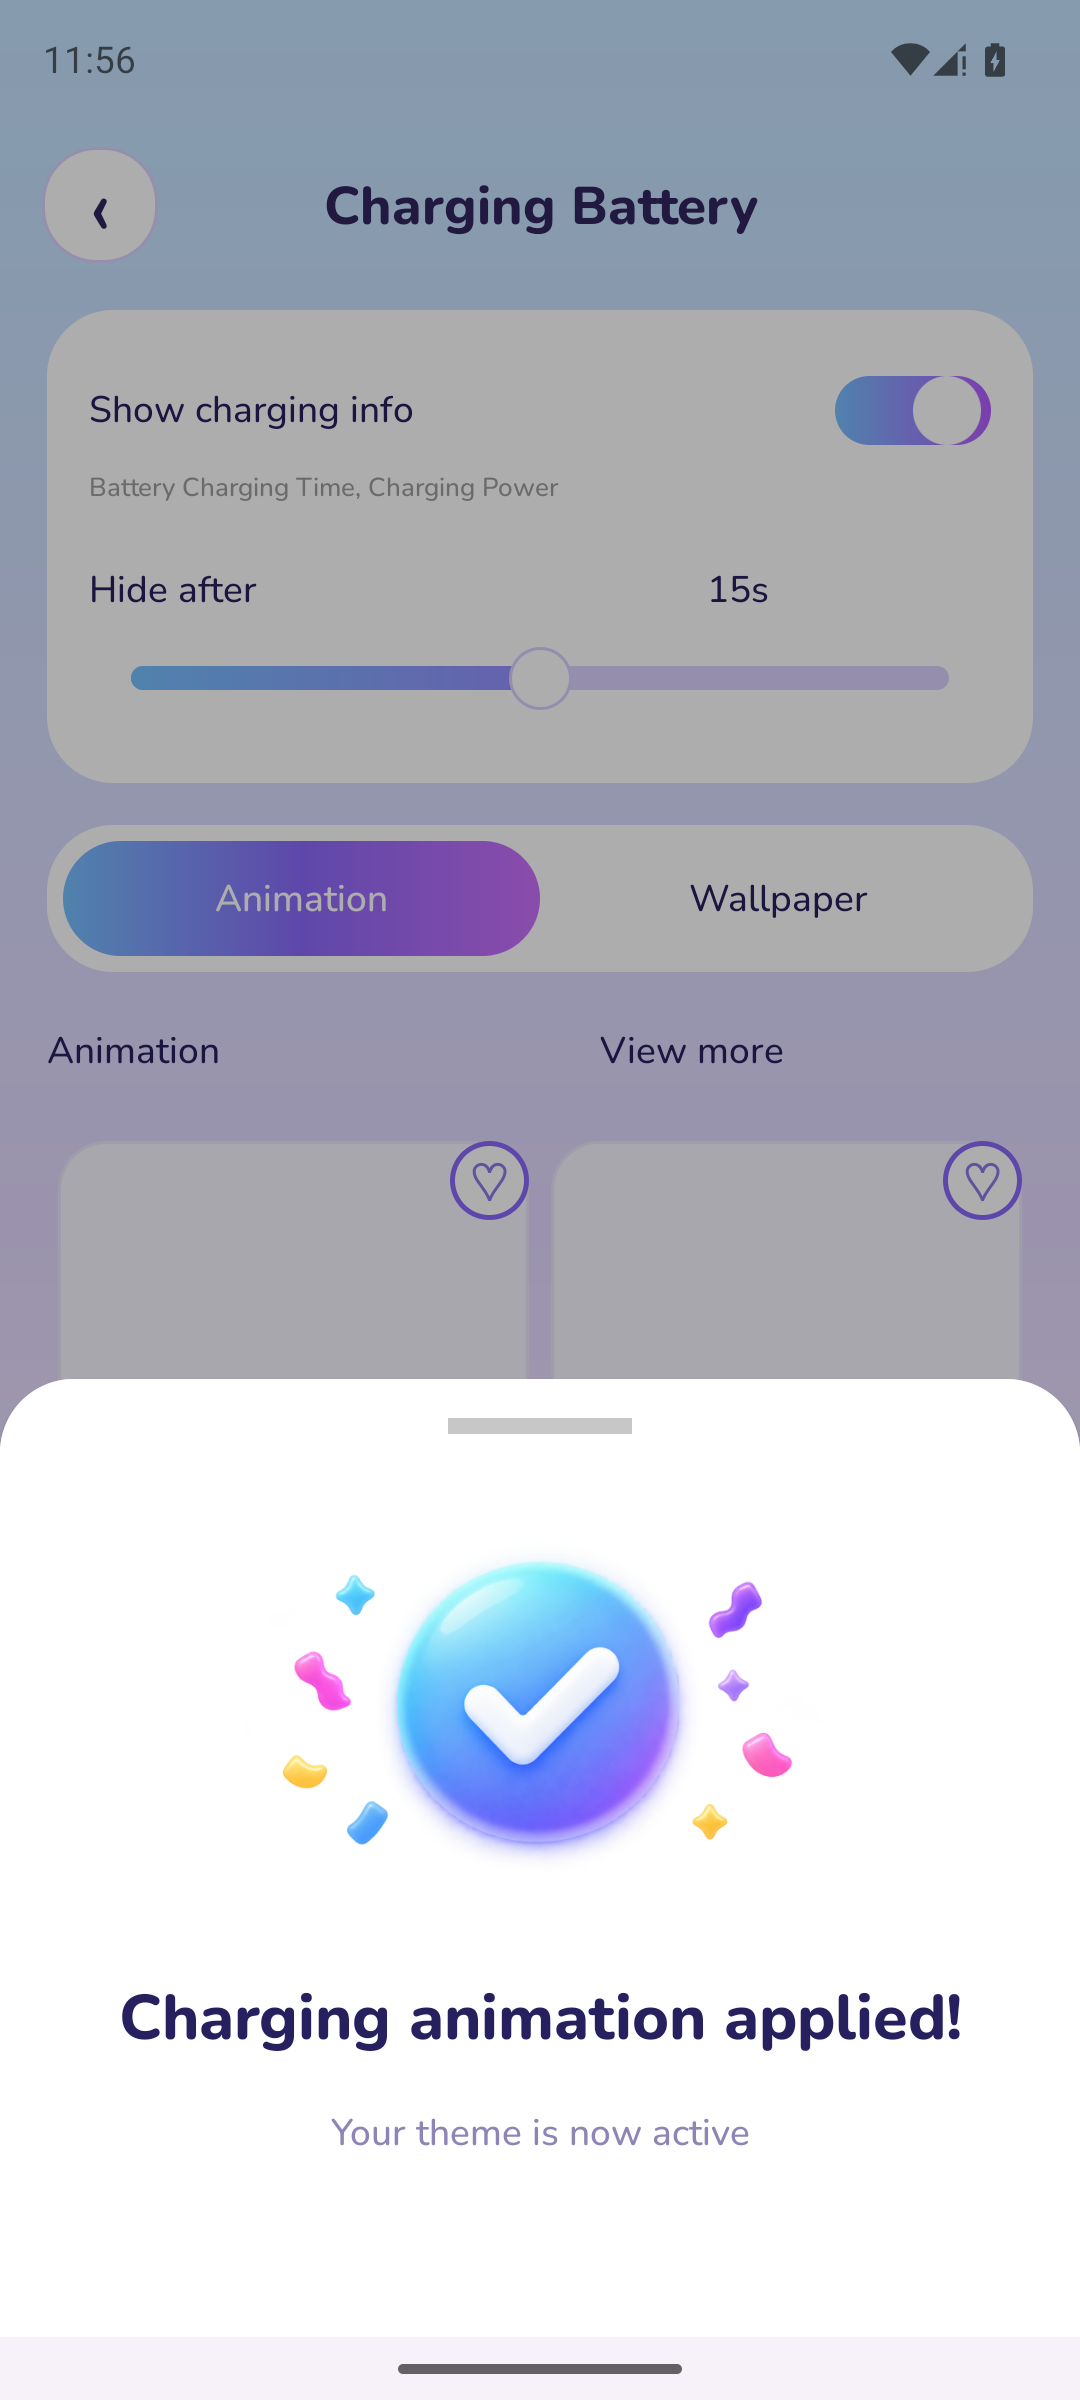 11:56
Charging Battery
Show charging info
Battery Charging Time, Charging Power
Hide after 15s
Animation Wallpaper
Animation View more
Charging animation applied!
Your theme is now active